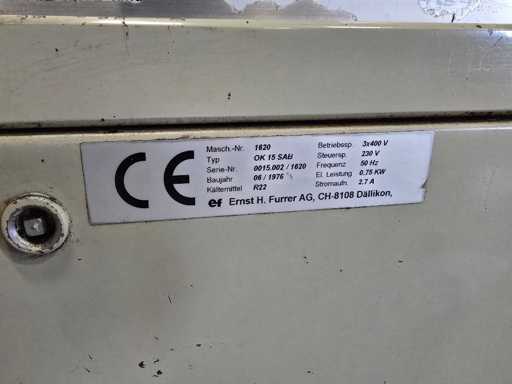 CE
Masch.-Nr. 1620 Betriebssp. 3x400 V
Typ OK 15 SAB Steuersp. 230 V
Serie-Nr. 0015.002 / 1620 Frequenz 50 Hz
Baujahr 06 / 1976 El. Leistung 0.75 KW
Kältemittel R22 Stromaufn. 2.7 A
ef Ernst H. Furrer AG, CH-8108 Dällikon,